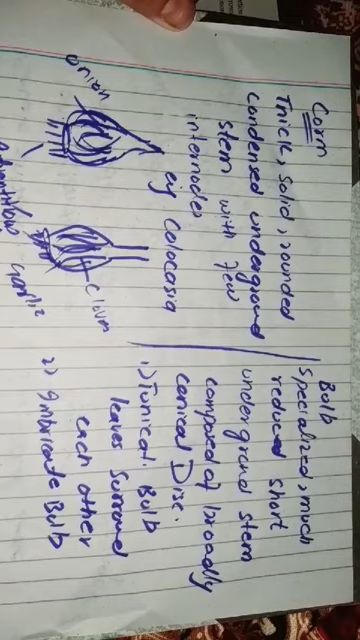 Corm
Thick, solid, rounded
condensed underground
stem with few
internodes
eg Colocasia
onion
clove
Garlic
Bulb
specialized, much
reduced short
underground stem
composed of broadly
conical Disc.
1) Tunical. Bulb
leaves surround
each other
2) Imbricate Bulb